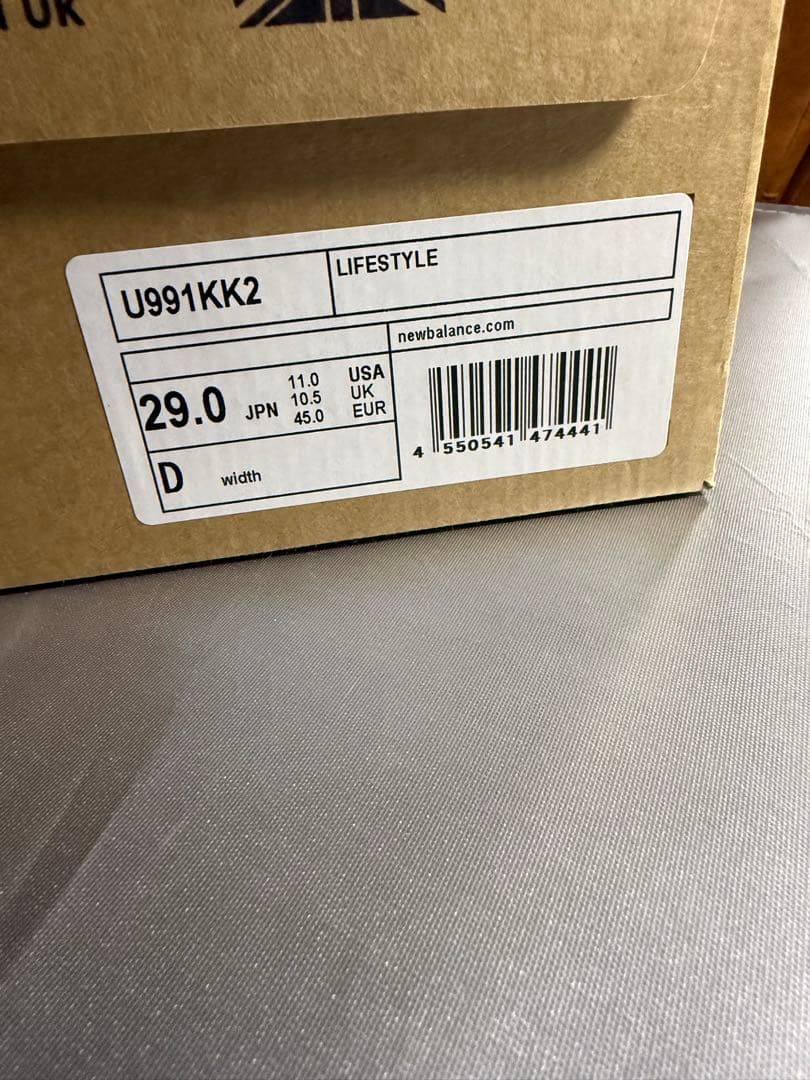 UK
U991KK2
LIFESTYLE
newbalance.com
29.0 JPN
11.0 USA
10.5 UK
45.0 EUR
D width
4 550541 474441